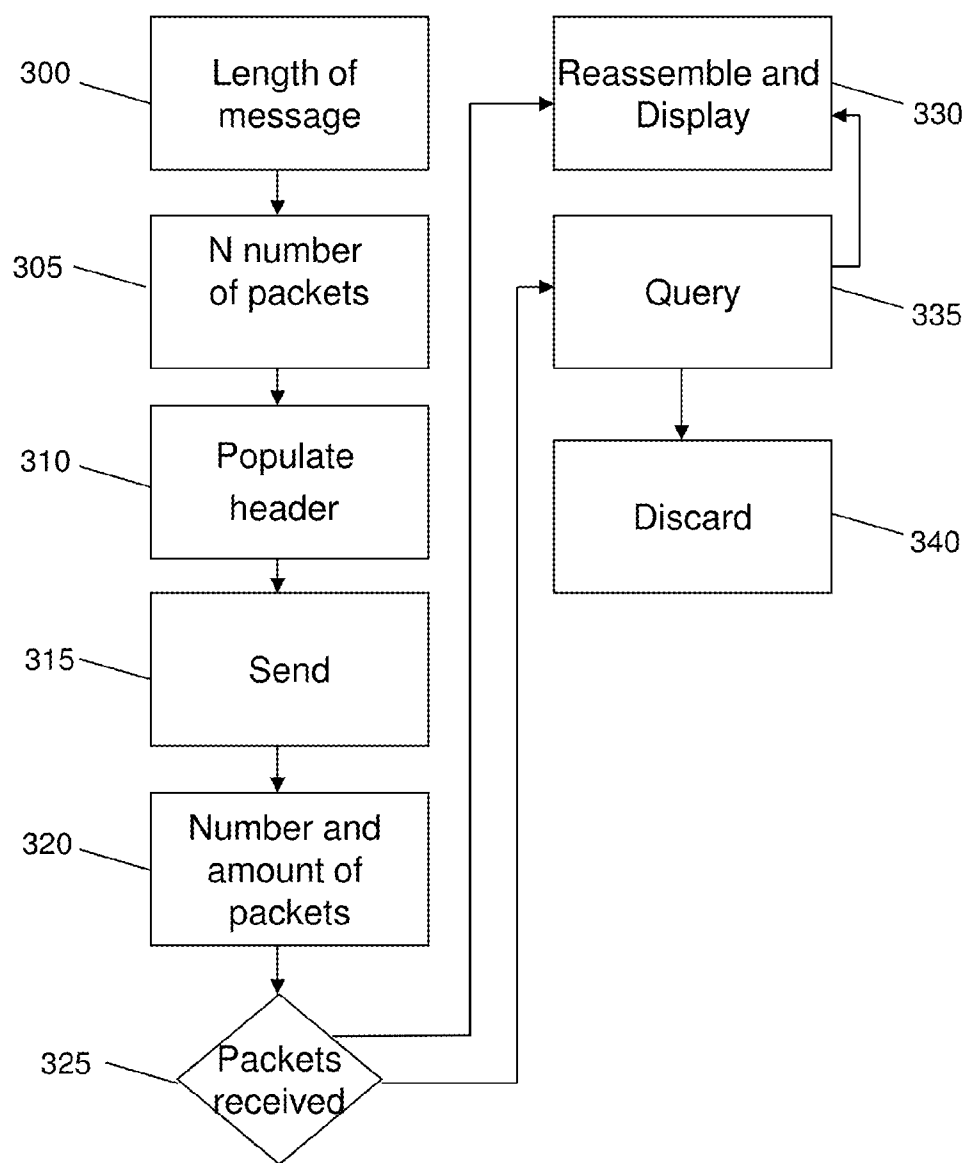 300
Length of
message
305
N number
of packets
310
Populate
header
315
Send
320
Number and
amount of
packets
325
Packets
received
Reassemble and
Display
330
Query
335
Discard
340